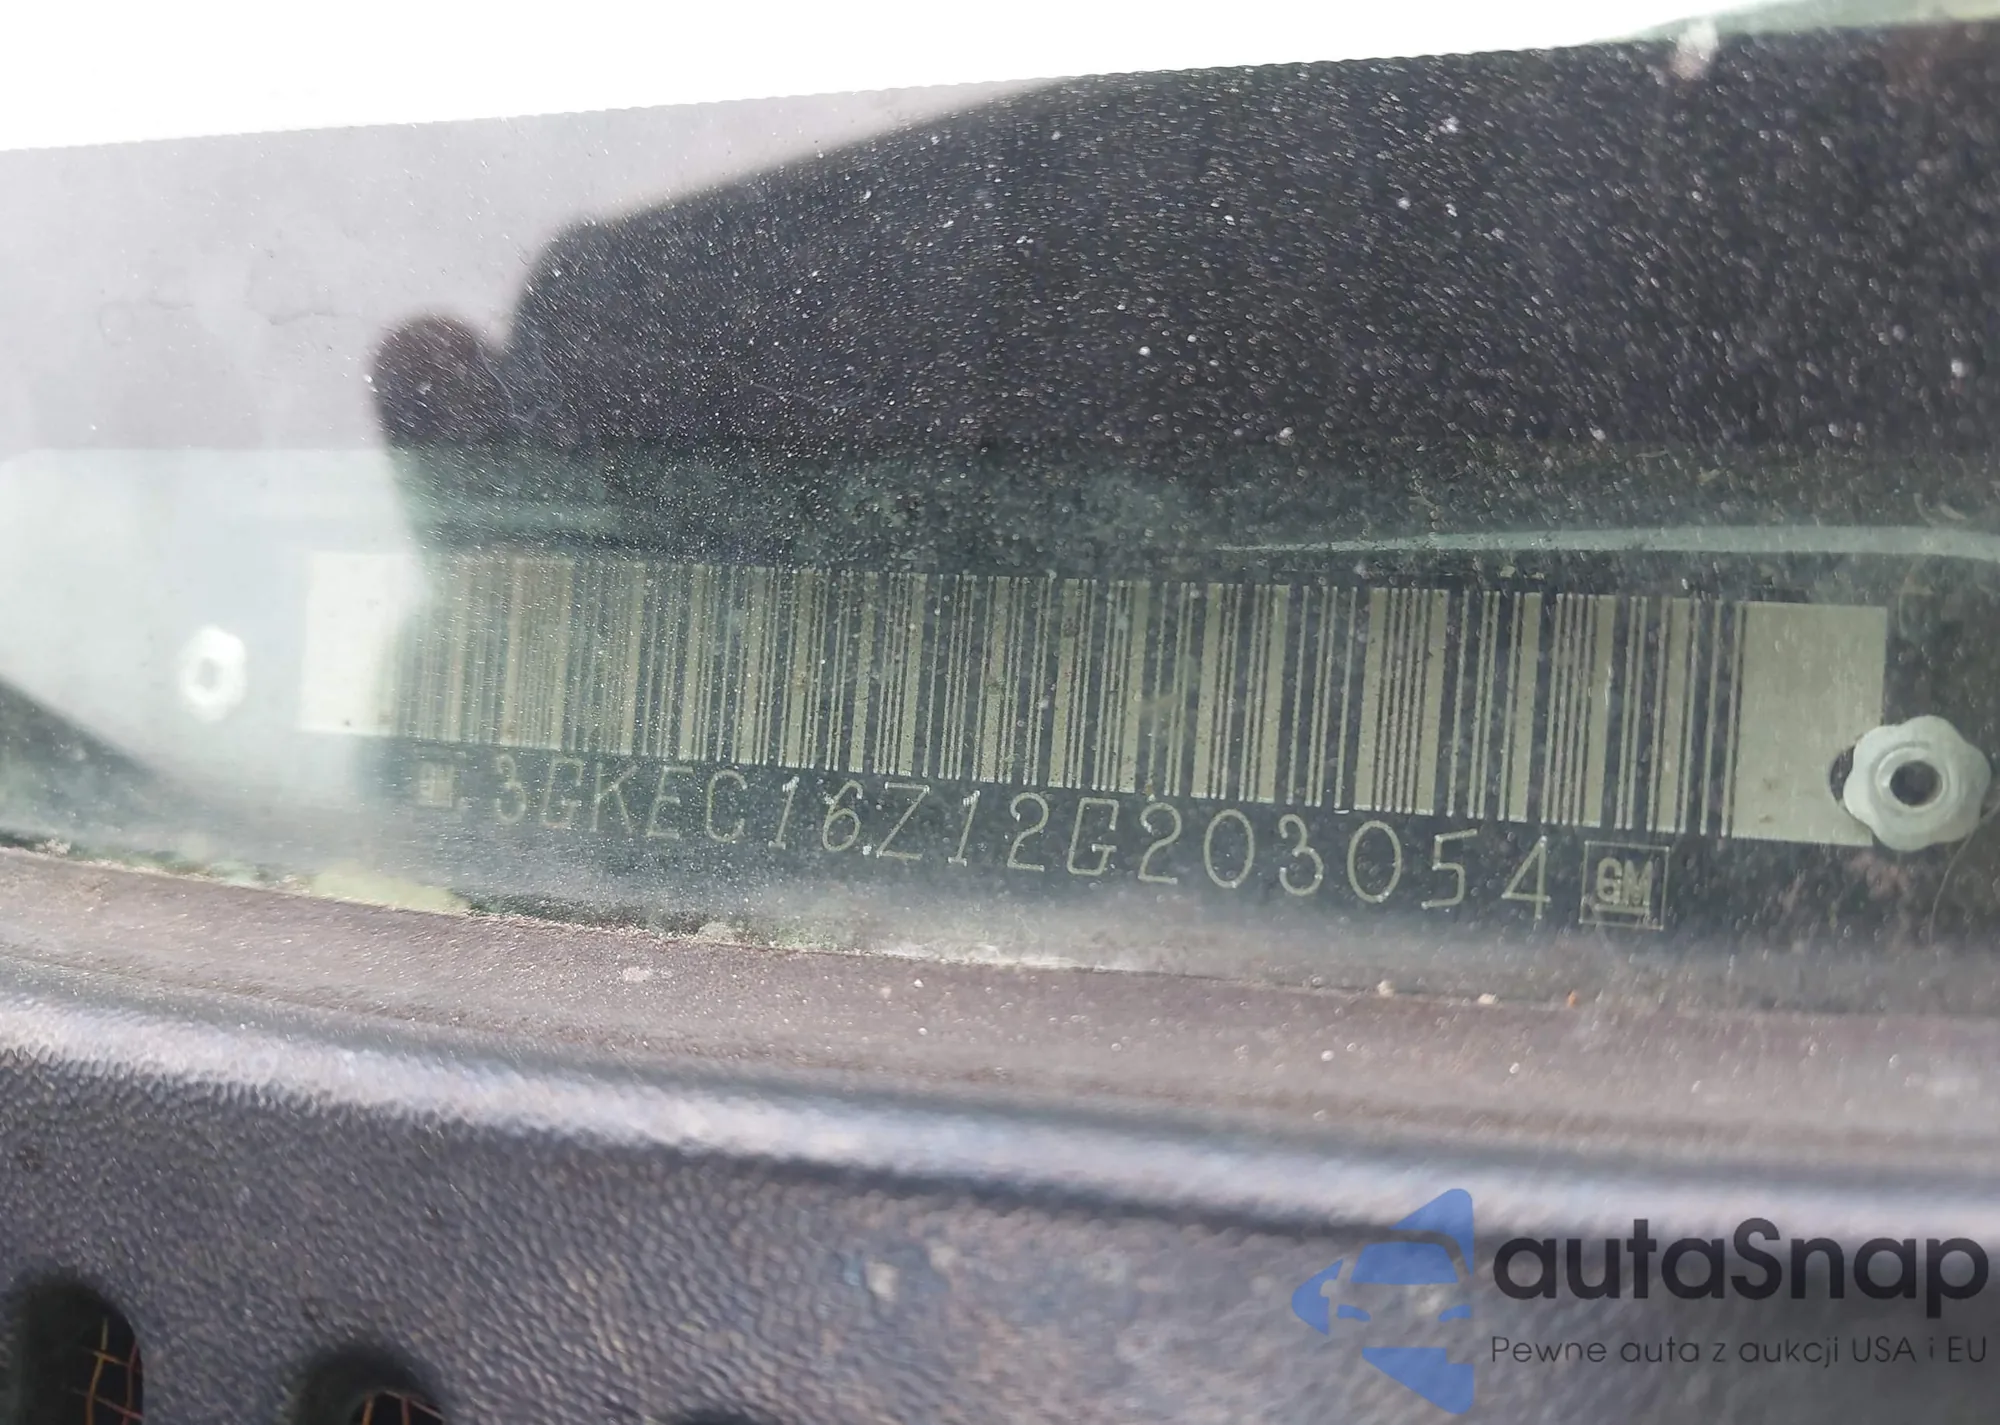 3GKEC16Z12G203054 GM
autaSnap
Pewne auta z aukcji USA i EU